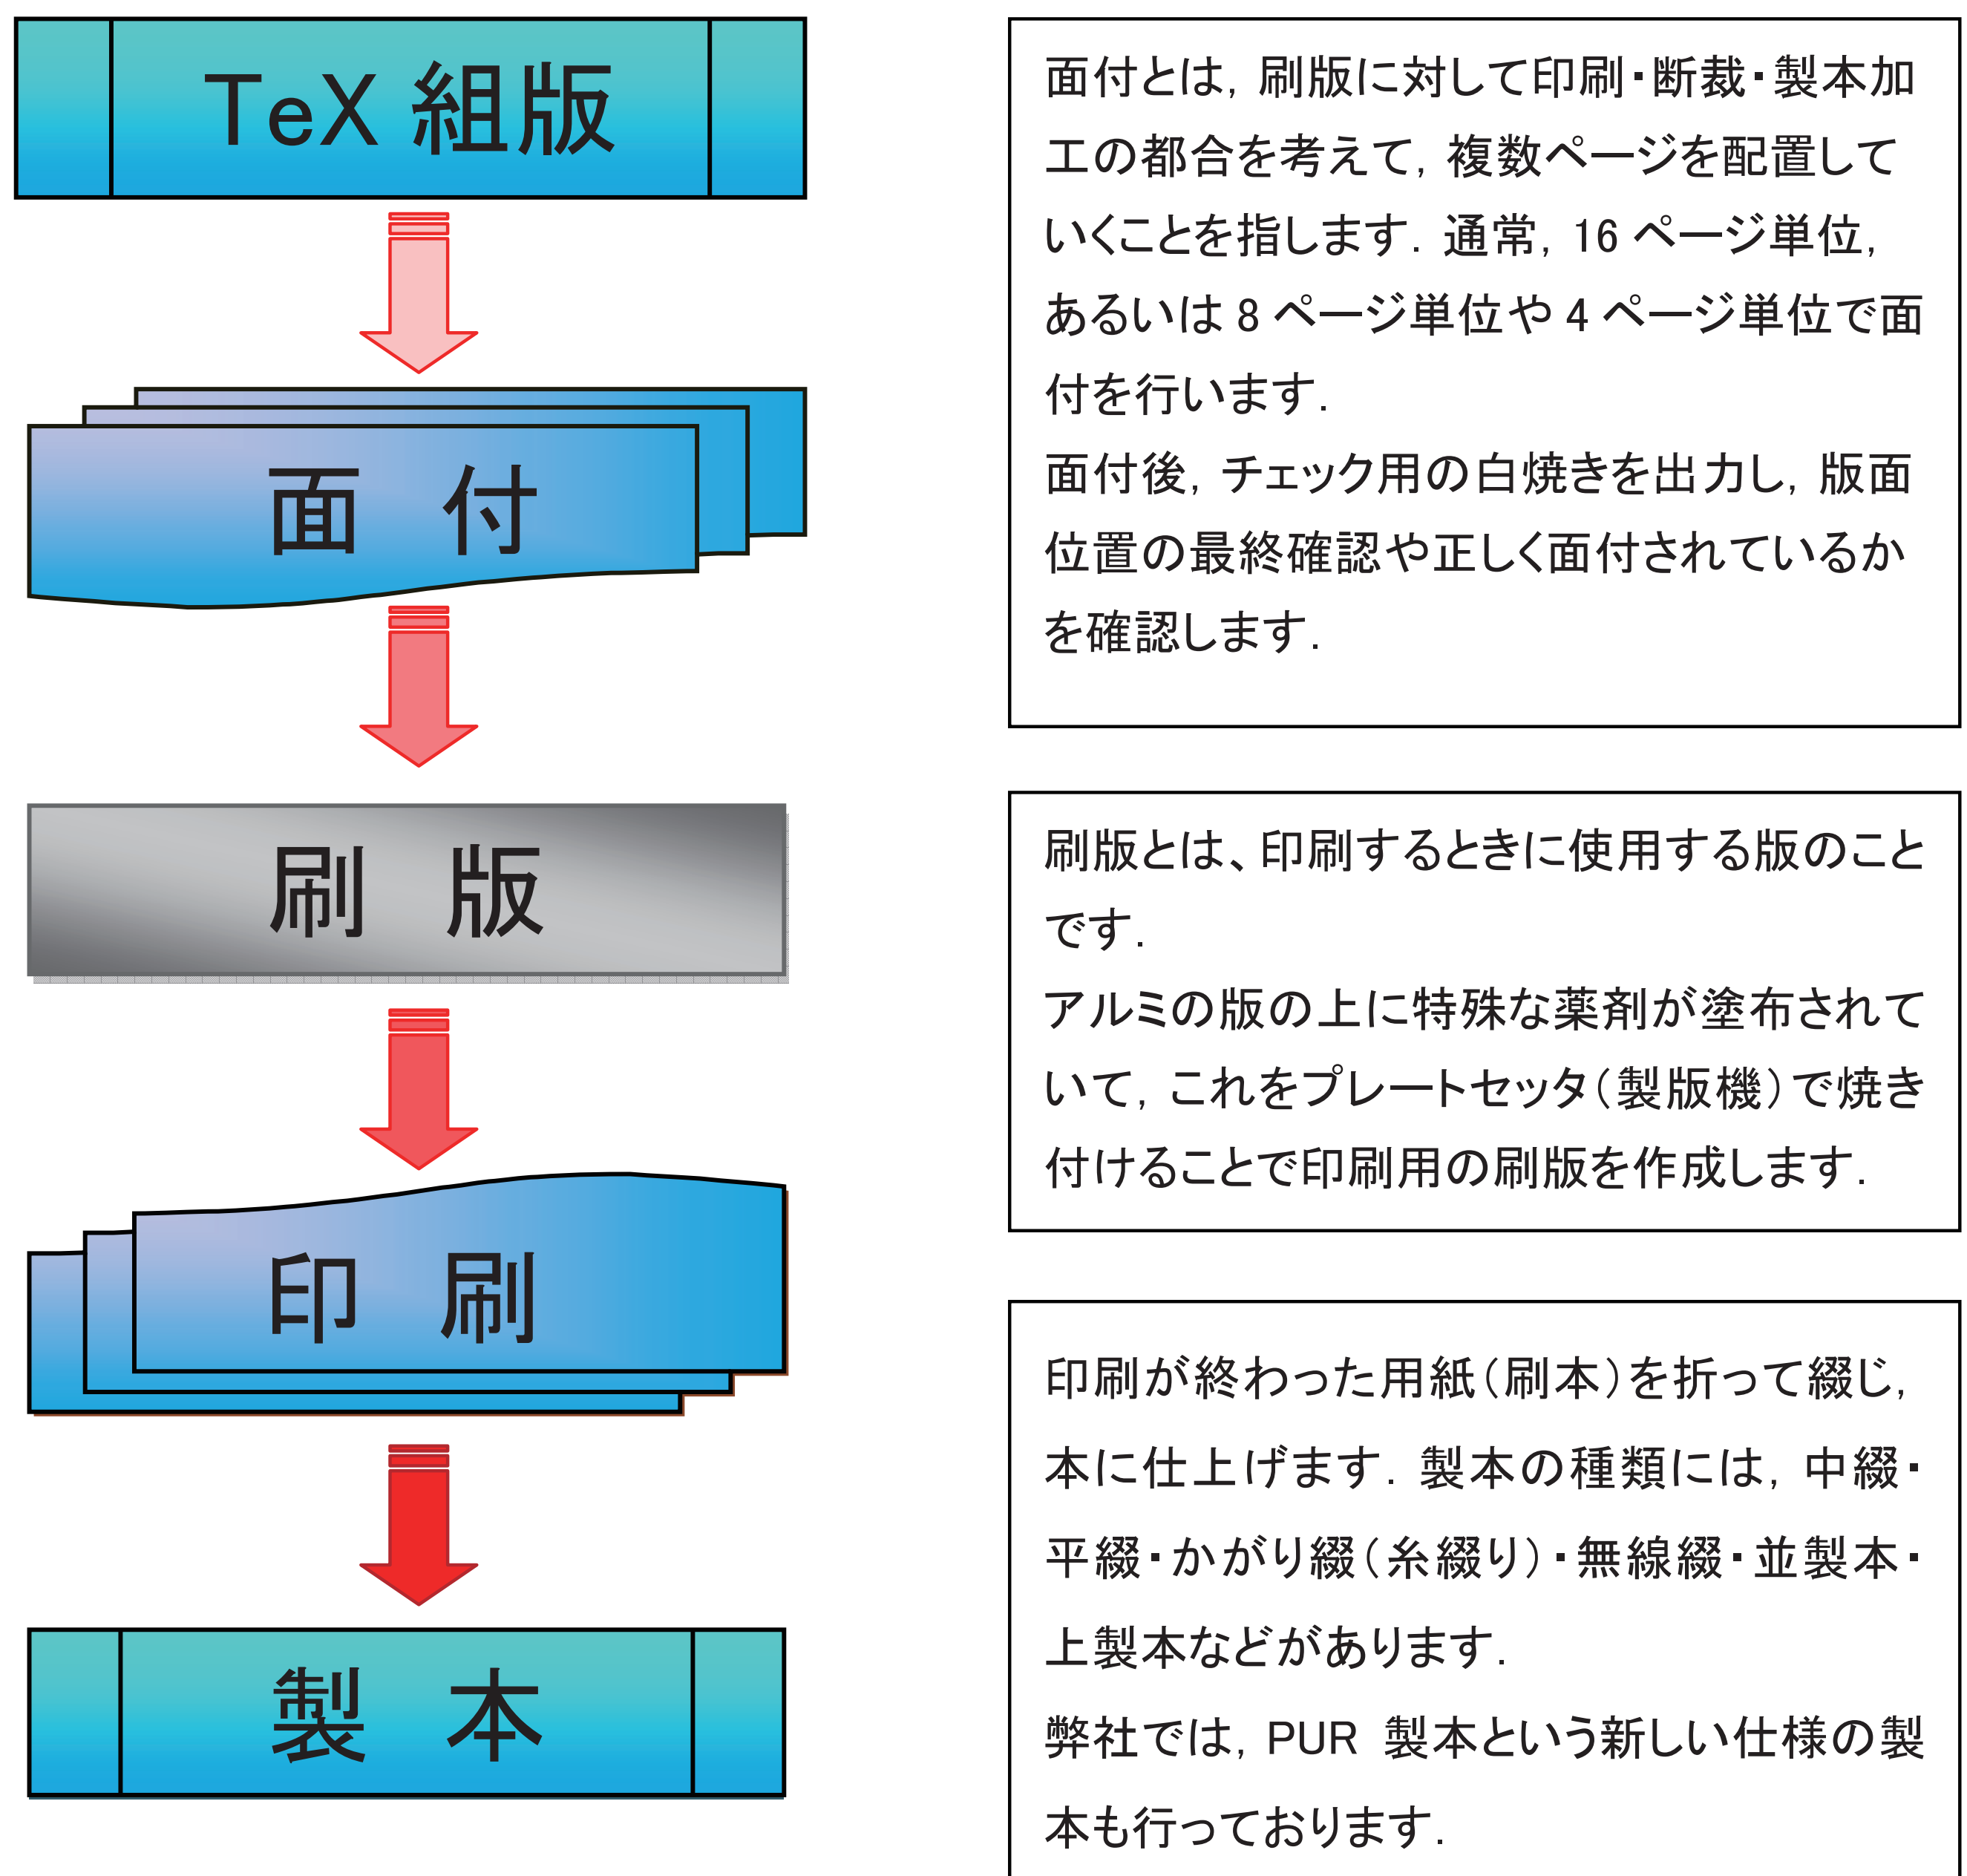 TeX 組版
面　付
刷　版
印　刷
製　本
面付とは, 刷版に対して印刷・断裁・製本加
工の都合を考えて, 複数ページを配置して
いくことを指します. 通常, 16 ページ単位,
あるいは 8 ページ単位や 4 ページ単位で面
付を行います.
面付後, チェック用の白焼きを出力し, 版面
位置の最終確認や正しく面付されているか
を確認します.
刷版とは、印刷するときに使用する版のこと
です.
アルミの版の上に特殊な薬剤が塗布されて
いて, これをプレートセッタ(製版機)で焼き
付けることで印刷用の刷版を作成します.
印刷が終わった用紙(刷本)を折って綴じ,
本に仕上げます. 製本の種類には, 中綴・
平綴・かがり綴(糸綴り)・無線綴・並製本・
上製本などがあります.
弊社では, PUR 製本という新しい仕様の製
本も行っております.